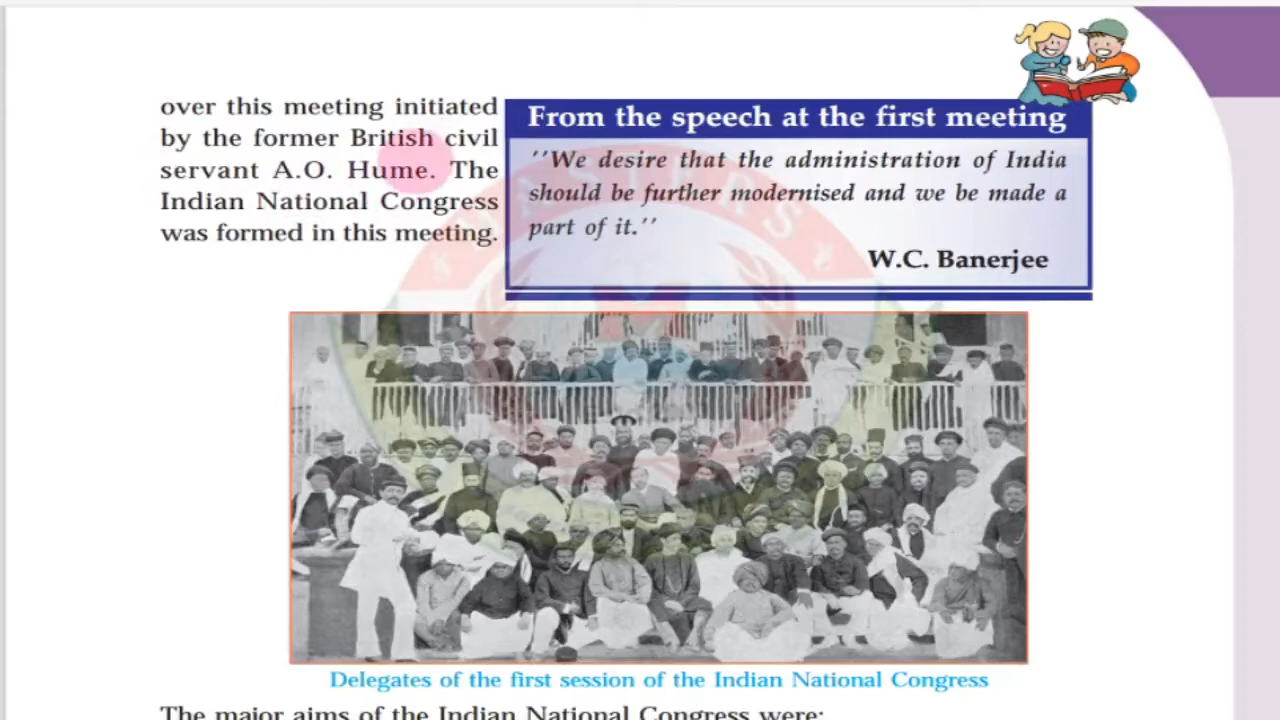 over this meeting initiated
by the former British civil
servant A.O. Hume. The
Indian National Congress
was formed in this meeting.
From the speech at the first meeting
''We desire that the administration of India
should be further modernised and we be made a
part of it.''
W.C. Banerjee
MASTERS
Delegates of the first session of the Indian National Congress
The major aims of the Indian National Congress were: